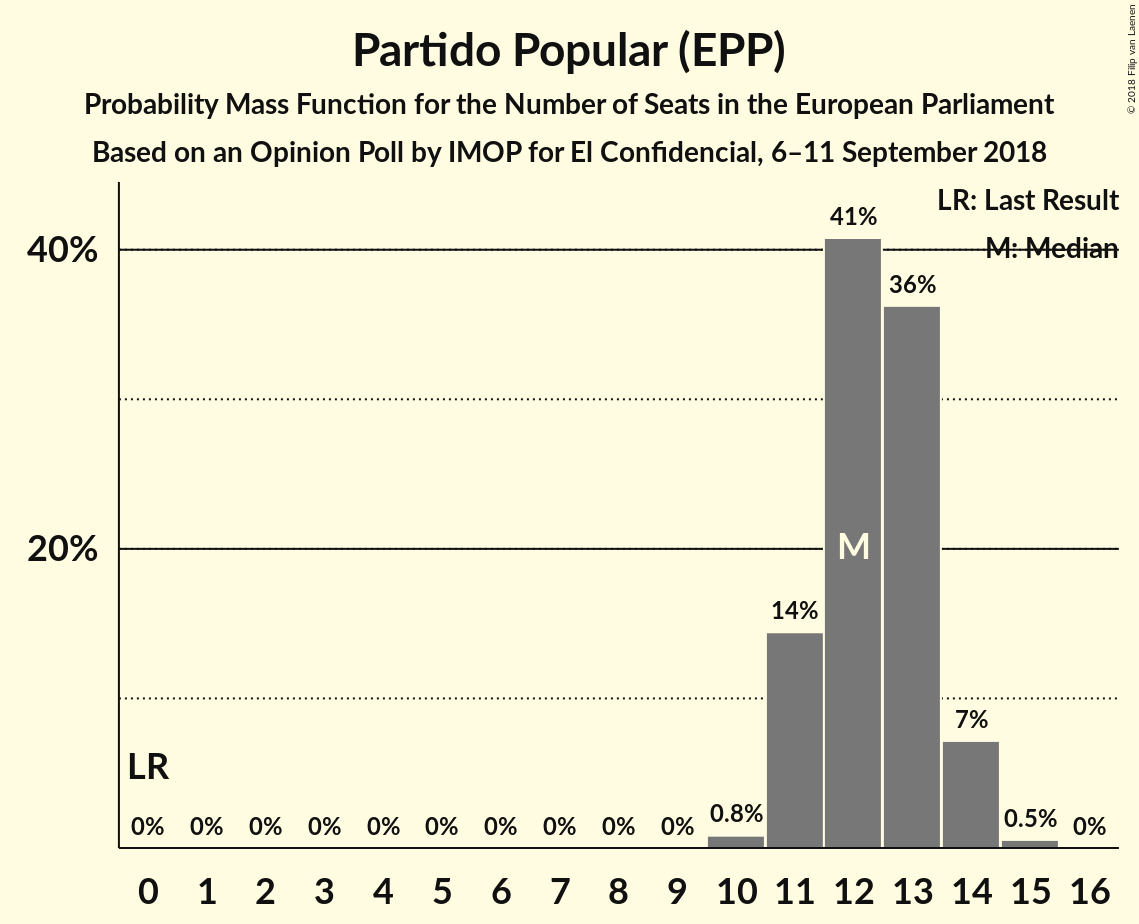 Partido Popular (EPP)
Probability Mass Function for the Number of Seats in the European Parliament
Based on an Opinion Poll by IMOP for El Confidencial, 6–11 September 2018
© 2018 Filip van Laenen
LR: Last Result
M: Median
40%
20%
41%
36%
14%
7%
M
LR
0% 0% 0% 0% 0% 0% 0% 0% 0% 0% 0.8% 0.5% 0%
0 1 2 3 4 5 6 7 8 9 10 11 12 13 14 15 16